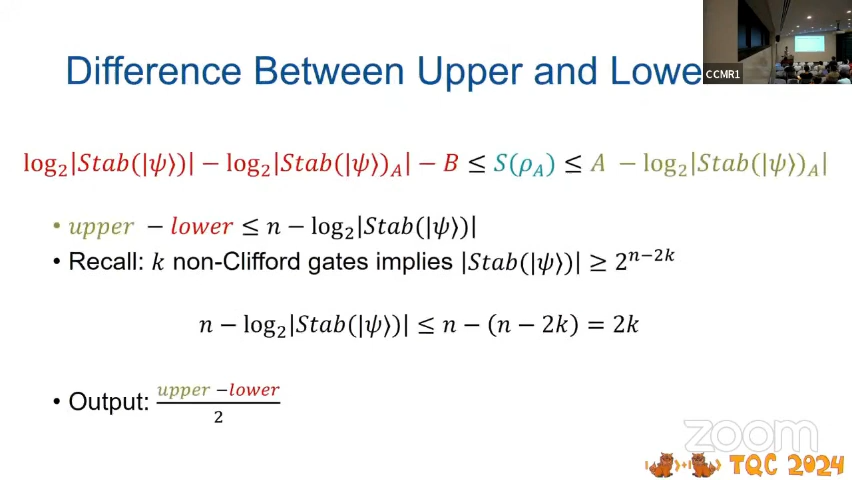 Difference Between Upper and Lowe
CCMR1
log₂|Stab(|ψ⟩)| − log₂|Stab(|ψ⟩)_A| − B ≤ S(ρ_A) ≤ A − log₂|Stab(|ψ⟩)_A|
• upper − lower ≤ n − log₂|Stab(|ψ⟩)|
• Recall: k non-Clifford gates implies |Stab(|ψ⟩)| ≥ 2^{n−2k}
n − log₂|Stab(|ψ⟩)| ≤ n − (n − 2k) = 2k
• Output: \frac{upper − lower}{2}
zoom
TQC 2024